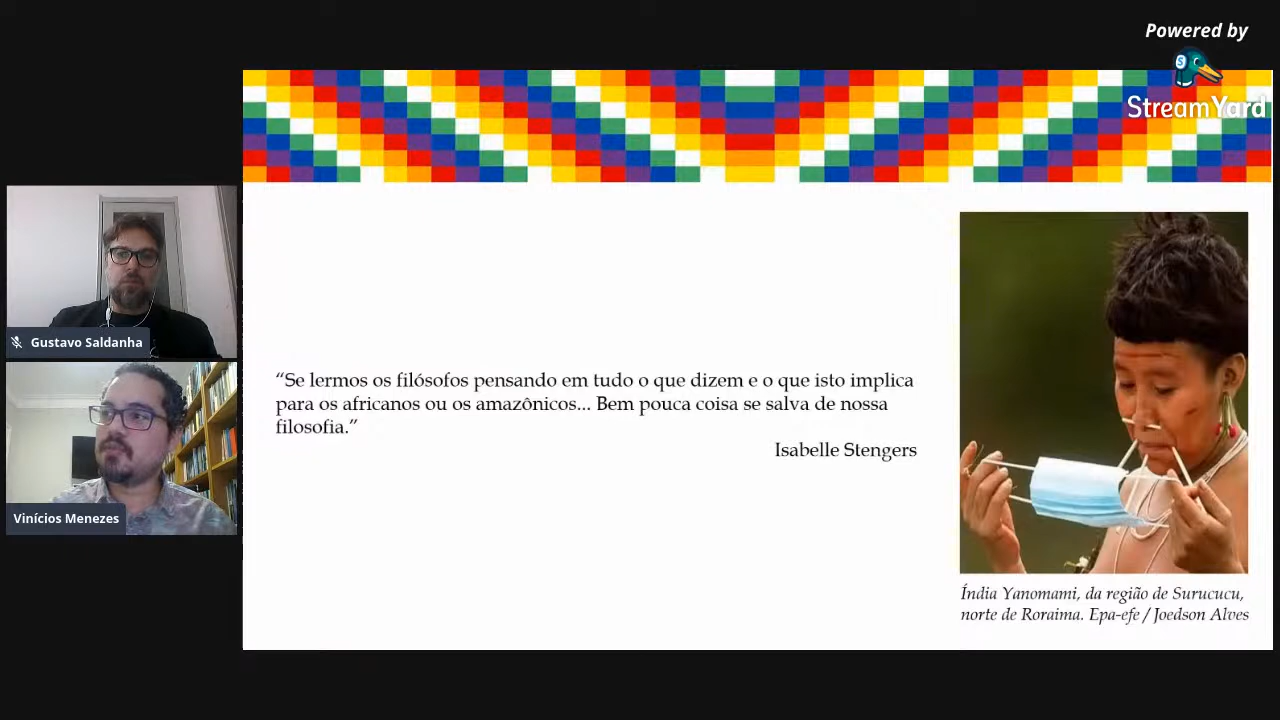 Powered by
StreamYard
Gustavo Saldanha
Vinícios Menezes
“Se lermos os filósofos pensando em tudo o que dizem e o que isto implica
para os africanos ou os amazônicos... Bem pouca coisa se salva de nossa
filosofia.”
Isabelle Stengers
Índia Yanomami, da região de Surucucu,
norte de Roraima. Epa-efe / Joedson Alves